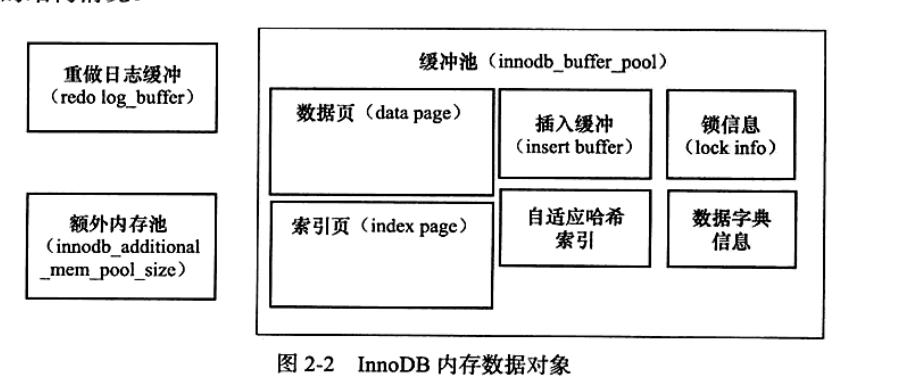 重做日志缓冲
（redo log_buffer）
额外内存池
（innodb_additional
_mem_pool_size）
缓冲池（innodb_buffer_pool）
数据页（data page）
插入缓冲
（insert buffer）
锁信息
（lock info）
索引页（index page）
自适应哈希
索引
数据字典
信息
图 2-2 InnoDB 内存数据对象